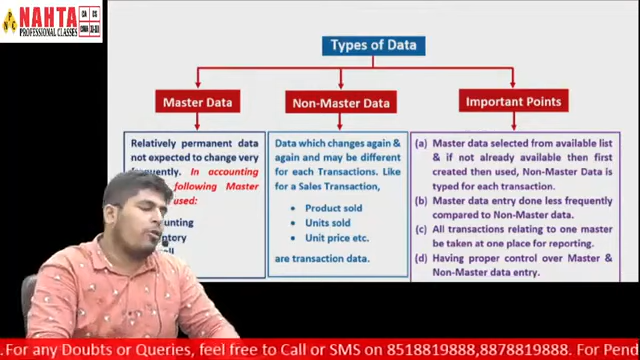 NPC
NAHTA
PROFESSIONAL CLASSES
CA CS
CMA XI-XII
Types of Data
Master Data
Non-Master Data
Important Points
Relatively permanent data
not expected to change very
frequently. In accounting
following Master
used:
Data which changes again &
again and may be different
for each Transactions. Like
for a Sales Transaction,
• Product sold
• Units sold
• Unit price etc.
are transaction data.
(a) Master data selected from available list
& if not already available then first
created then used, Non-Master Data is
typed for each transaction.
(b) Master data entry done less frequently
compared to Non-Master data.
(c) All transactions relating to one master
be taken at one place for reporting.
(d) Having proper control over Master &
Non-Master data entry.
.For any Doubts or Queries, feel free to Call or SMS on 8518819888,8878819888. For Pend